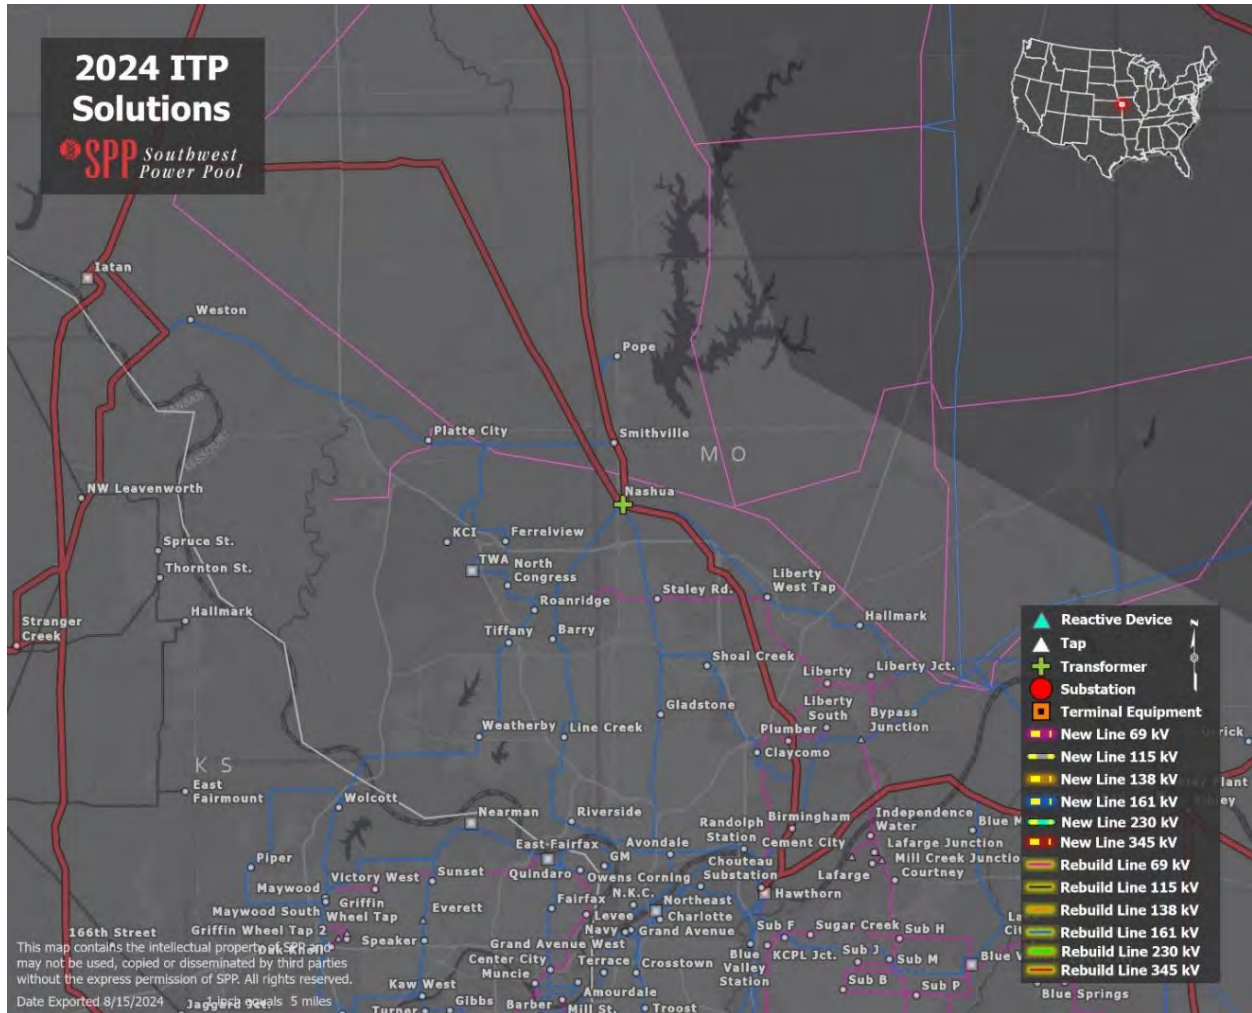 2024 ITP
Solutions
SPP Southwest
Power Pool
Iatan
Weston
Pope
Platte City
Smithville
M O
NW Leavenworth
Nashua
KANSAS
MISSOURI
Spruce St.
Thornton St.
KCI
Ferrelview
TWA
North
Congress
Liberty
West Tap
Staley Rd.
Hallmark
Roanridge
Hallmark
Stranger
Creek
Tiffany
Barry
Shoal Creek
Liberty
Liberty Jct.
Gladstone
Liberty
South
Bypass
Junction
Weatherby
Line Creek
Plumber
Claycomo
K S
East
Fairmount
Wolcott
Nearman
Riverside
Randolph
Station
Birmingham
Independence
Water
Blue M
East Fairfax
GM
Avondale
Cement City
Lafarge Junction
Piper
Sunset
Quindaro
Owens Corning
Chouteau
Substation
Mill Creek Junctio
Courtney
Lafarge
Victory West
Maywood
N.K.C.
Northeast
Hawthorn
Griffin
Wheel Tap
Maywood South
Everett
Fairfax
Levee
Charlotte
Griffin Wheel Tap 2
Navy
Grand Avenue
Sub F
Sugar Creek
Sub H
166th Street
Oak Knoll
Speaker
Grand Avenue West
Center City
Muncie
Terrace
Crosstown
Blue
Valley
Station
KCPL Jct.
Sub J
Sub M
Blue V
Kaw West
Amourdale
Sub B
Sub P
Blue Springs
Jaggard Jct.
Turner
Gibbs
Barber
Mill St.
Troost
Reactive Device
Tap
Transformer
Substation
Terminal Equipment
New Line 69 kV
New Line 115 kV
New Line 138 kV
New Line 161 kV
New Line 230 kV
New Line 345 kV
Rebuild Line 69 kV
Rebuild Line 115 kV
Rebuild Line 138 kV
Rebuild Line 161 kV
Rebuild Line 230 kV
Rebuild Line 345 kV
N
This map contains the intellectual property of SPP and
may not be used, copied or disseminated by third parties
without the express permission of SPP. All rights reserved.
Date Exported 8/15/2024 1 inch equals 5 miles